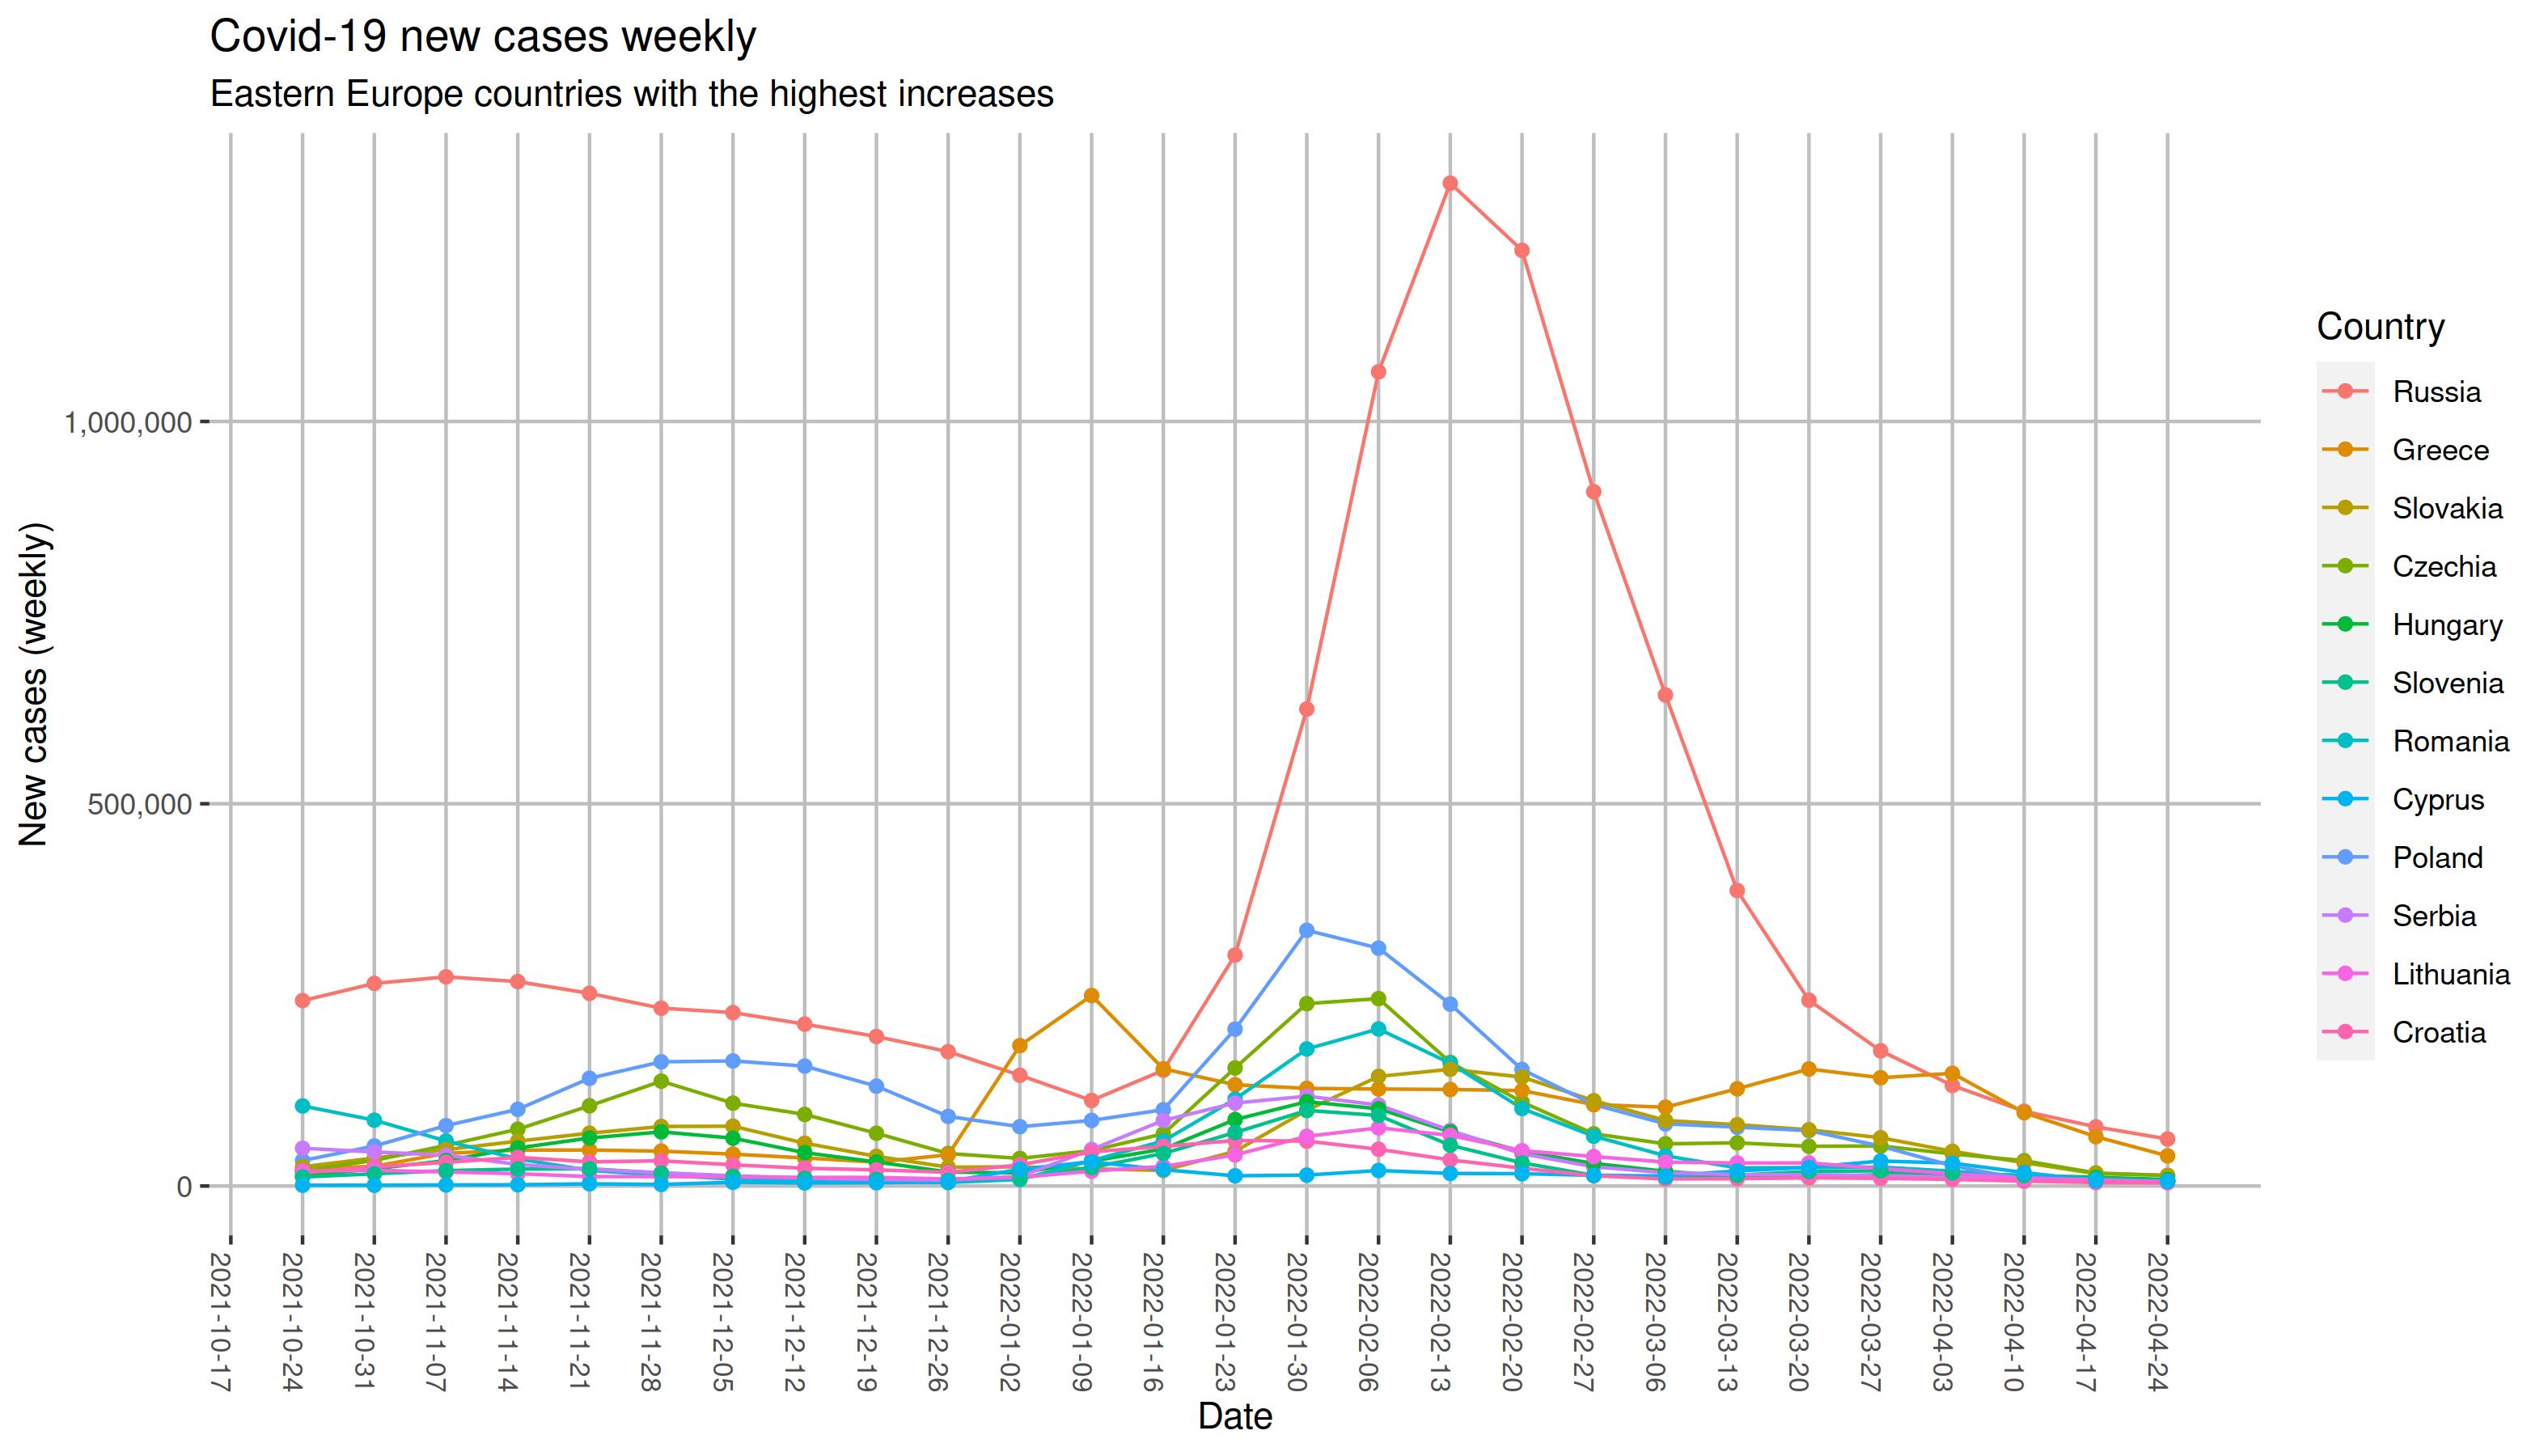 Covid-19 new cases weekly
Eastern Europe countries with the highest increases
New cases (weekly)
1,000,000
500,000
0
2021-10-17
2021-10-24
2021-10-31
2021-11-07
2021-11-14
2021-11-21
2021-11-28
2021-12-05
2021-12-12
2021-12-19
2021-12-26
2022-01-02
2022-01-09
2022-01-16
2022-01-23
2022-01-30
2022-02-06
2022-02-13
2022-02-20
2022-02-27
2022-03-06
2022-03-13
2022-03-20
2022-03-27
2022-04-03
2022-04-10
2022-04-17
2022-04-24
Date
Country
Russia
Greece
Slovakia
Czechia
Hungary
Slovenia
Romania
Cyprus
Poland
Serbia
Lithuania
Croatia